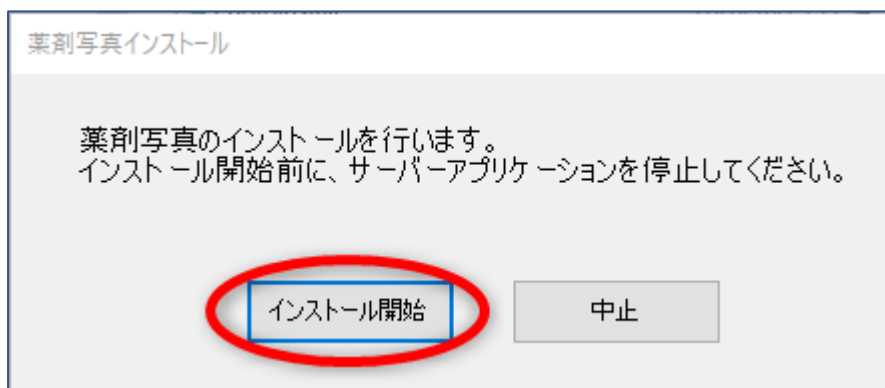 薬剤写真インストール
薬剤写真のインストールを行います。
インストール開始前に、サーバーアプリケーションを停止してください。
インストール開始
中止